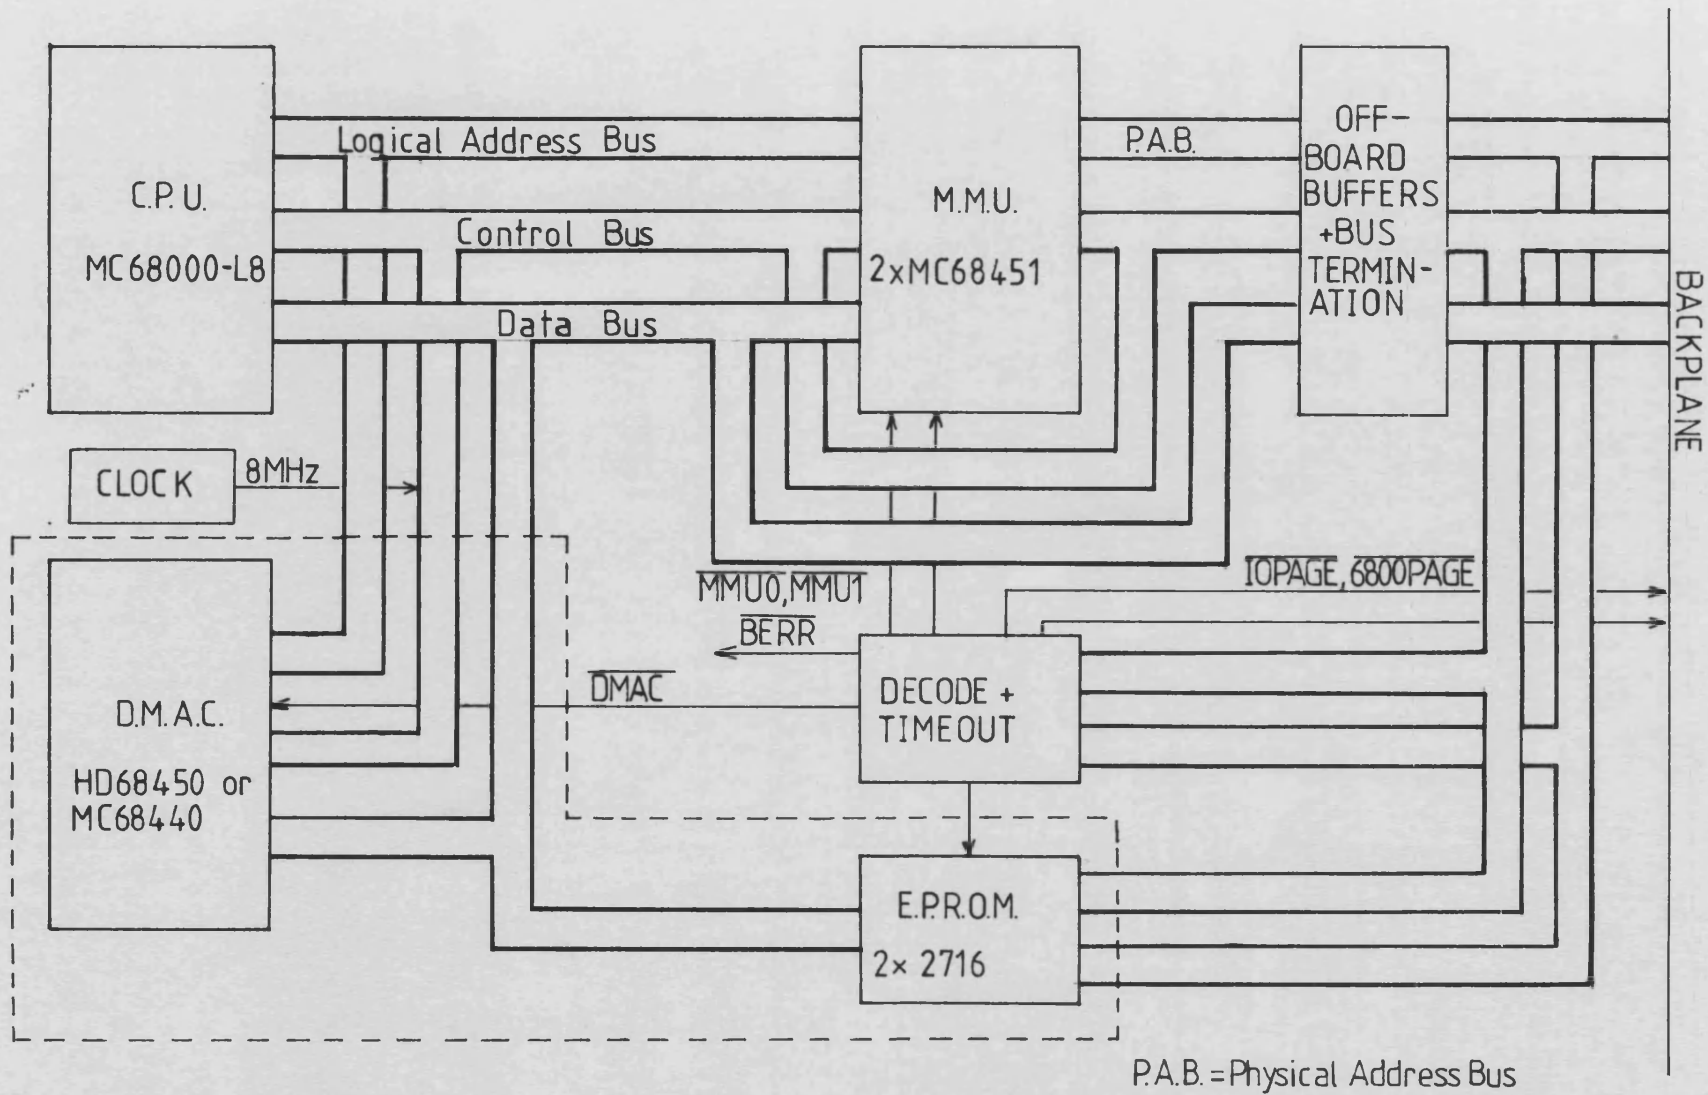 C.P.U.
MC68000-L8
Logical Address Bus
Control Bus
Data Bus
M.M.U.
2xMC68451
P.A.B.
OFF-
BOARD
BUFFERS
+BUS
TERMIN-
ATION
BACKPLANE
CLOCK
8MHz
MMU0,MMU1
BERR
DMAC
IOPAGE,6800PAGE
DECODE +
TIMEOUT
D.M.A.C.
HD68450 or
MC68440
E.P.R.O.M.
2x 2716
P.A.B.=Physical Address Bus